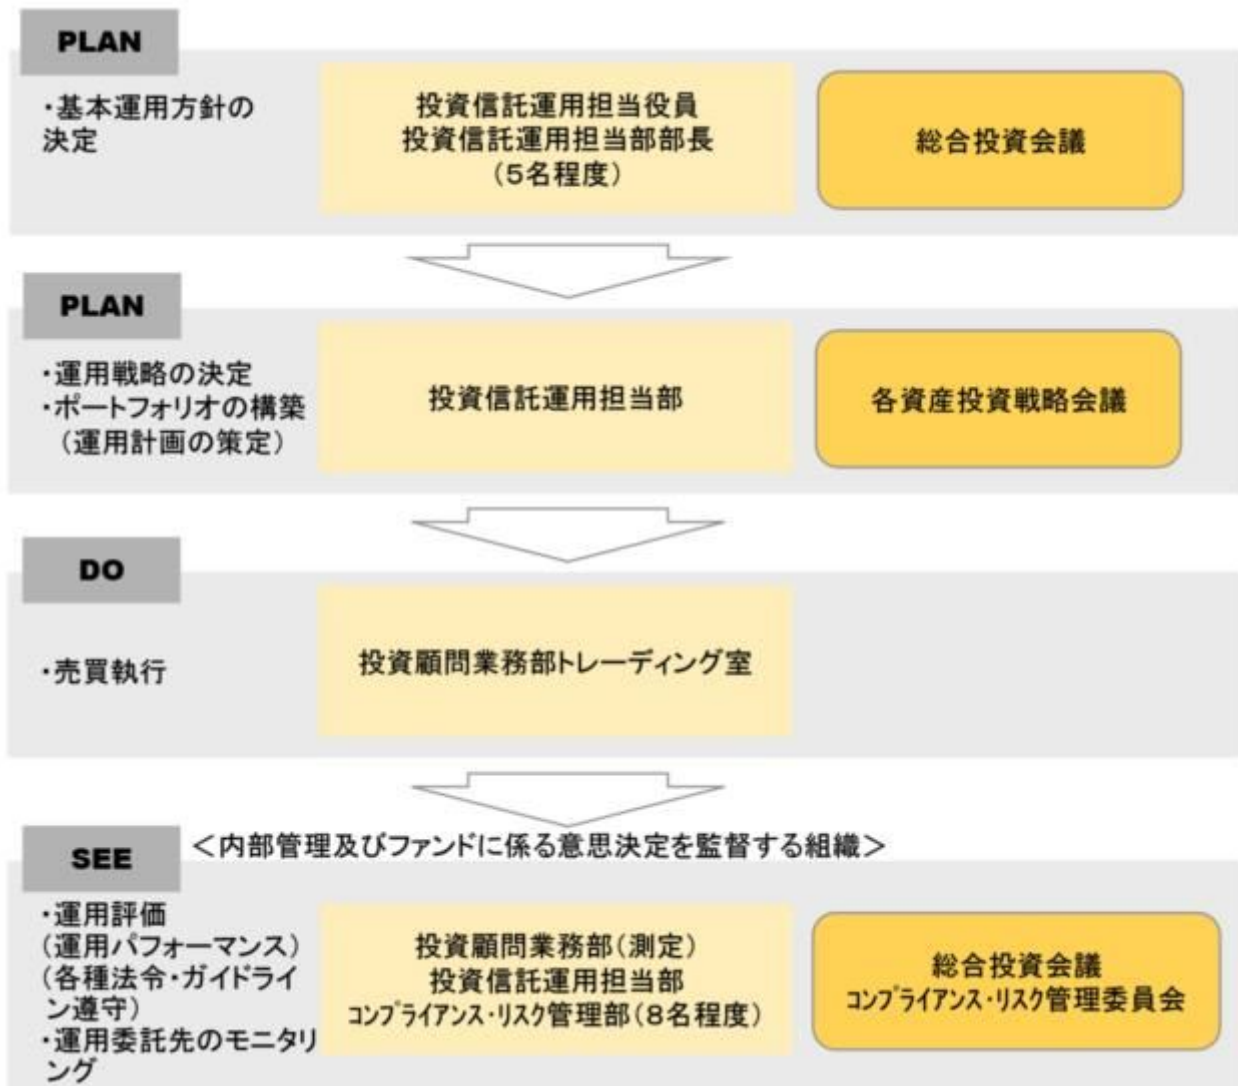 PLAN
・基本運用方針の
決定
投資信託運用担当役員
投資信託運用担当部部長
(5名程度)
総合投資会議
PLAN
・運用戦略の決定
・ポートフォリオの構築
(運用計画の策定)
投資信託運用担当部
各資産投資戦略会議
DO
・売買執行
投資顧問業務部トレーディング室
SEE
＜内部管理及びファンドに係る意思決定を監督する組織＞
・運用評価
(運用パフォーマンス)
(各種法令・ガイドライ
ン遵守)
・運用委託先のモニタリ
ング
投資顧問業務部(測定)
投資信託運用担当部
ｺﾝﾌﾟﾗｲｱﾝｽ・ﾘｽｸ管理部(8名程度)
総合投資会議
ｺﾝﾌﾟﾗｲｱﾝｽ・ﾘｽｸ管理委員会